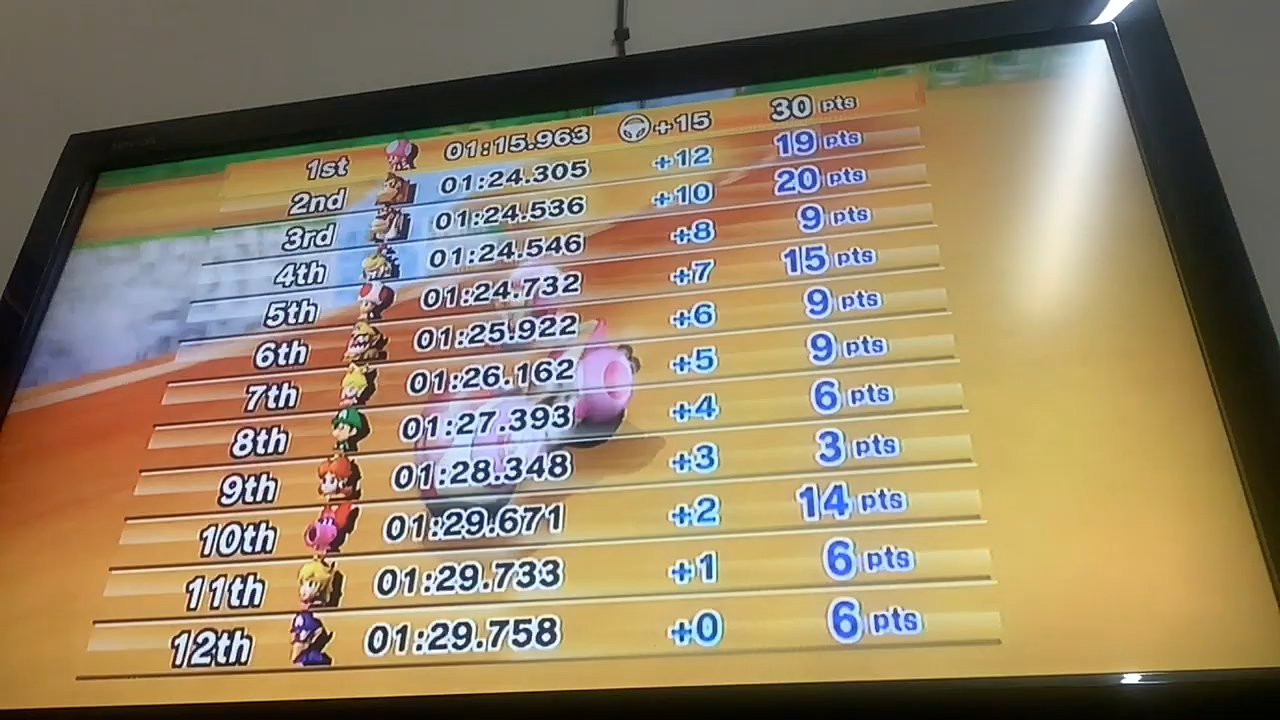 1st 01:15.963 +15 30 pts
2nd 01:24.305 +12 19 pts
3rd 01:24.536 +10 20 pts
4th 01:24.546 +8 9 pts
5th 01:24.732 +7 15 pts
6th 01:25.922 +6 9 pts
7th 01:26.162 +5 9 pts
8th 01:27.393 +4 6 pts
9th 01:28.348 +3 3 pts
10th 01:29.671 +2 14 pts
11th 01:29.733 +1 6 pts
12th 01:29.758 +0 6 pts